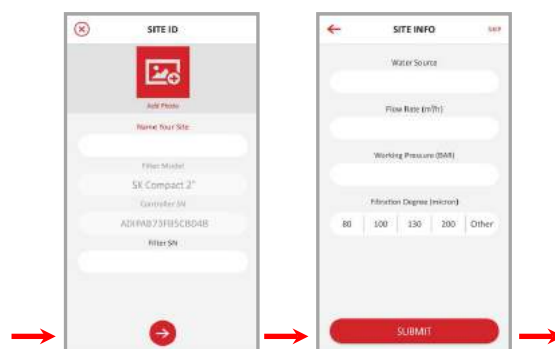 SITE ID
Add Photo
Name Your Site
Filter Model
SK Compact 2"
Controller SN
Filter SN
SITE INFO
SKIP
Water Source
Flow Rate (m³/hr)
Working Pressure (BAR)
Filtration Degree (micron)
80 100 130 200 Other
SUBMIT